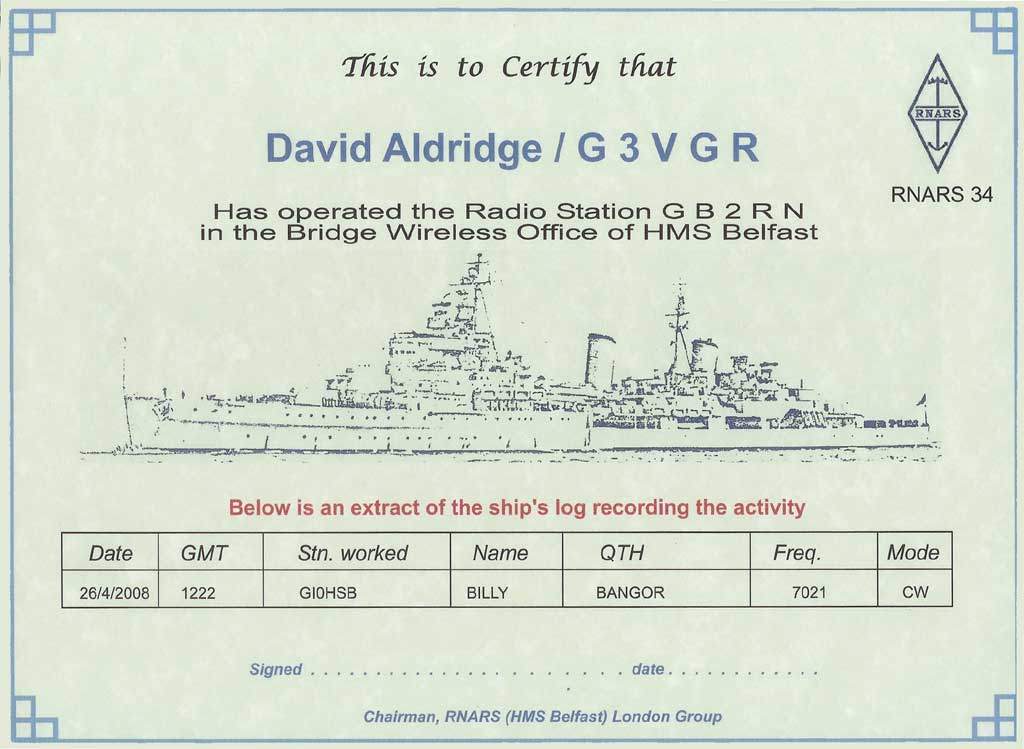 This is to Certify that
David Aldridge / G 3 V G R
RNARS
RNARS 34
Has operated the Radio Station G B 2 R N
in the Bridge Wireless Office of HMS Belfast
Below is an extract of the ship's log recording the activity
Date GMT Stn. worked Name QTH Freq. Mode
26/4/2008 1222 GI0HSB BILLY BANGOR 7021 CW
Signed . . . . . . . . . . . . . . . . . . . . . . . date . . . . . . . . . . . .
Chairman, RNARS (HMS Belfast) London Group